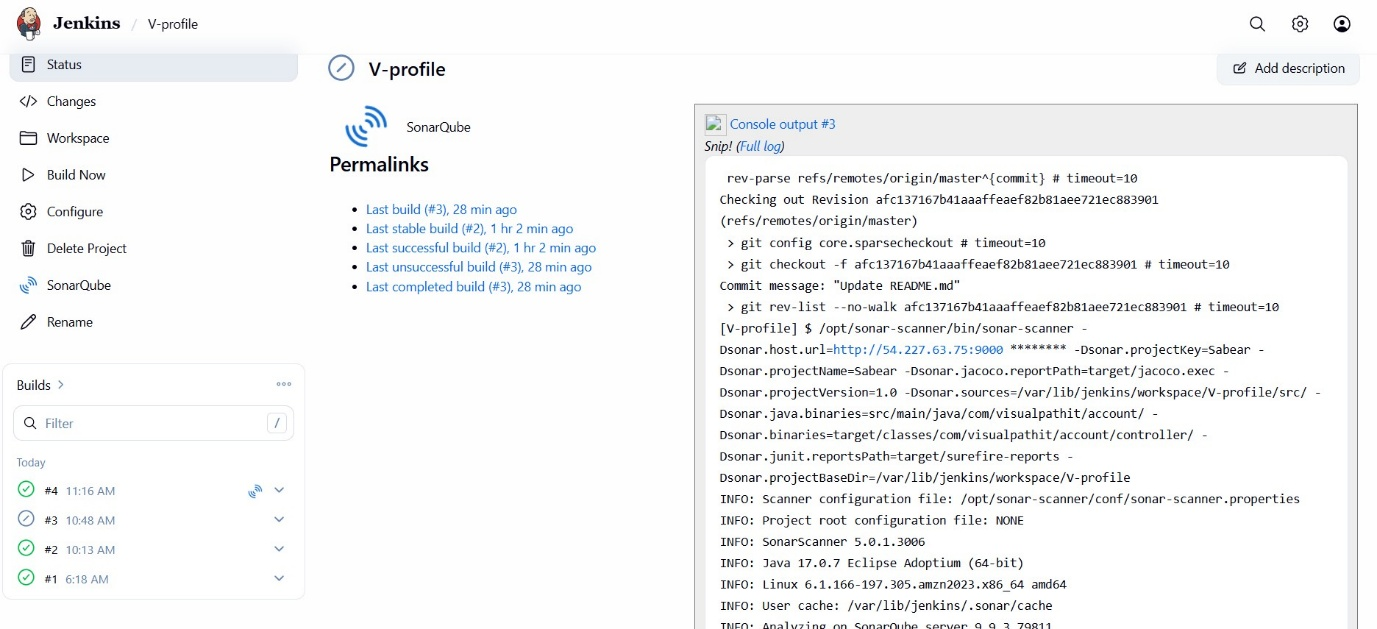 Jenkins / V-profile
Status
Changes
Workspace
Build Now
Configure
Delete Project
SonarQube
Rename
Builds
Filter /
Today
#4 11:16 AM
#3 10:48 AM
#2 10:13 AM
#1 6:18 AM
V-profile
Add description
SonarQube
Permalinks
Last build (#3), 28 min ago
Last stable build (#2), 1 hr 2 min ago
Last successful build (#2), 1 hr 2 min ago
Last unsuccessful build (#3), 28 min ago
Last completed build (#3), 28 min ago
Console output #3
Snip! (Full log)
rev-parse refs/remotes/origin/master^{commit} # timeout=10
Checking out Revision afc137167b41aaaffeaef82b81aee721ec883901
(refs/remotes/origin/master)
> git config core.sparsecheckout # timeout=10
> git checkout -f afc137167b41aaaffeaef82b81aee721ec883901 # timeout=10
Commit message: "Update README.md"
> git rev-list --no-walk afc137167b41aaaffeaef82b81aee721ec883901 # timeout=10
[V-profile] $ /opt/sonar-scanner/bin/sonar-scanner -
Dsonar.host.url=http://54.227.63.75:9000 ******** -Dsonar.projectKey=Sabear -
Dsonar.projectName=Sabear -Dsonar.jacoco.reportPath=target/jacoco.exec -
Dsonar.projectVersion=1.0 -Dsonar.sources=/var/lib/jenkins/workspace/V-profile/src/ -
Dsonar.java.binaries=src/main/java/com/visualpathit/account/ -
Dsonar.binaries=target/classes/com/visualpathit/account/controller/ -
Dsonar.junit.reportsPath=target/surefire-reports -
Dsonar.projectBaseDir=/var/lib/jenkins/workspace/V-profile
INFO: Scanner configuration file: /opt/sonar-scanner/conf/sonar-scanner.properties
INFO: Project root configuration file: NONE
INFO: SonarScanner 5.0.1.3006
INFO: Java 17.0.7 Eclipse Adoptium (64-bit)
INFO: Linux 6.1.166-197.305.amzn2023.x86_64 amd64
INFO: User cache: /var/lib/jenkins/.sonar/cache
INFO: Analyzing on SonarQube server 9.9.3.79811